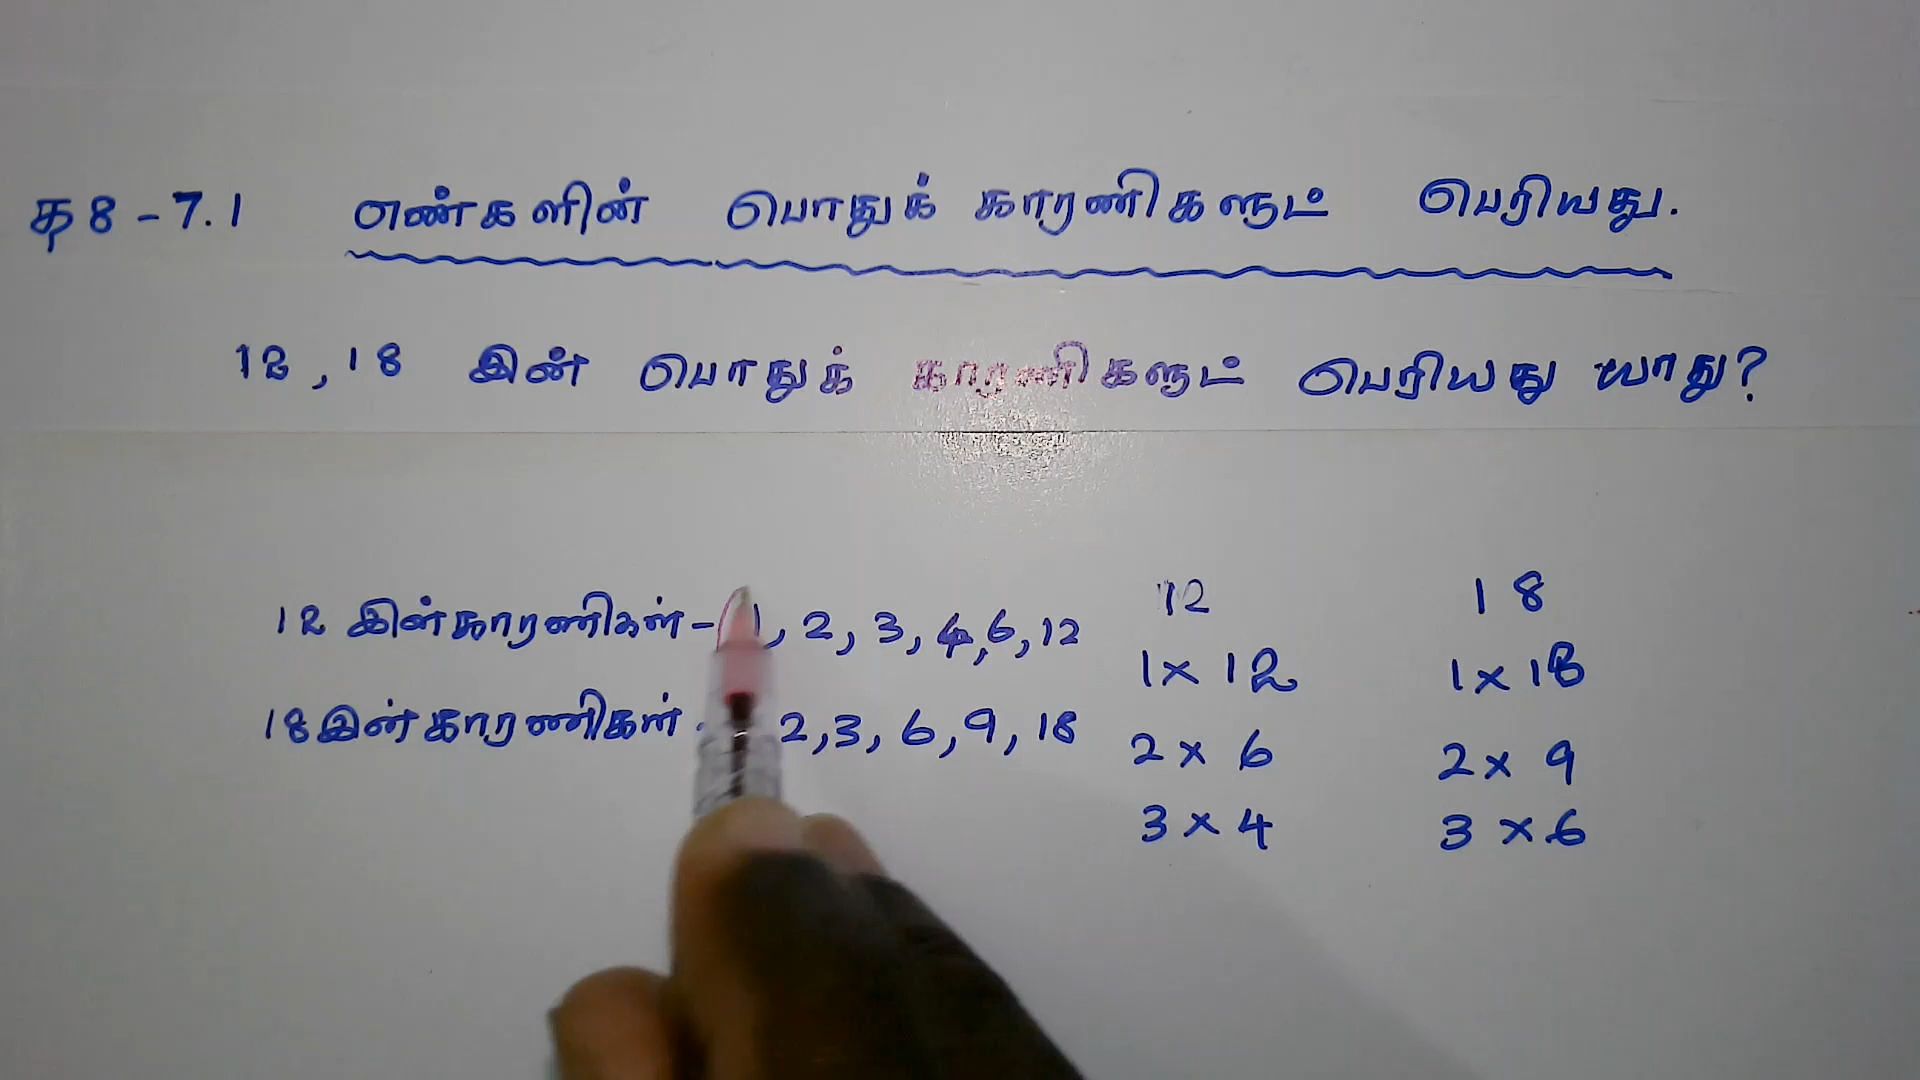 த 8 - 7.1 எண்களின் பொதுக் காரணிகளுட் பெரியது.
12, 18 இன் பொதுக் காரணிகளுட் பெரியது யாது?
12 இன் காரணிகள் - 1, 2, 3, 4, 6, 12
18 இன் காரணிகள் - 2, 3, 6, 9, 18
12 18
1 x 12 1 x 18
2 x 6 2 x 9
3 x 4 3 x 6